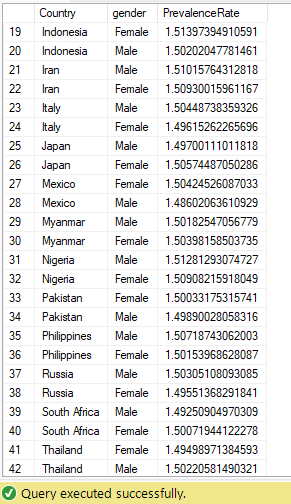 Country gender PrevalenceRate
19 Indonesia Female 1.51397394910591
20 Indonesia Male 1.50202047781461
21 Iran Male 1.51015764312818
22 Iran Female 1.50930015961167
23 Italy Male 1.50448738359326
24 Italy Female 1.49615262265696
25 Japan Male 1.49700111011818
26 Japan Female 1.50574487050286
27 Mexico Female 1.50424526087033
28 Mexico Male 1.48602063610929
29 Myanmar Male 1.50182547056779
30 Myanmar Female 1.50398158503735
31 Nigeria Male 1.51281293074727
32 Nigeria Female 1.50908215918049
33 Pakistan Female 1.50033175315741
34 Pakistan Male 1.49890028058316
35 Philippines Male 1.50718743062003
36 Philippines Female 1.50153968628087
37 Russia Male 1.50305108093085
38 Russia Female 1.49551368291841
39 South Africa Male 1.49250904970309
40 South Africa Female 1.50071944122278
41 Thailand Female 1.49498971384593
42 Thailand Male 1.50220581490321
Query executed successfully.